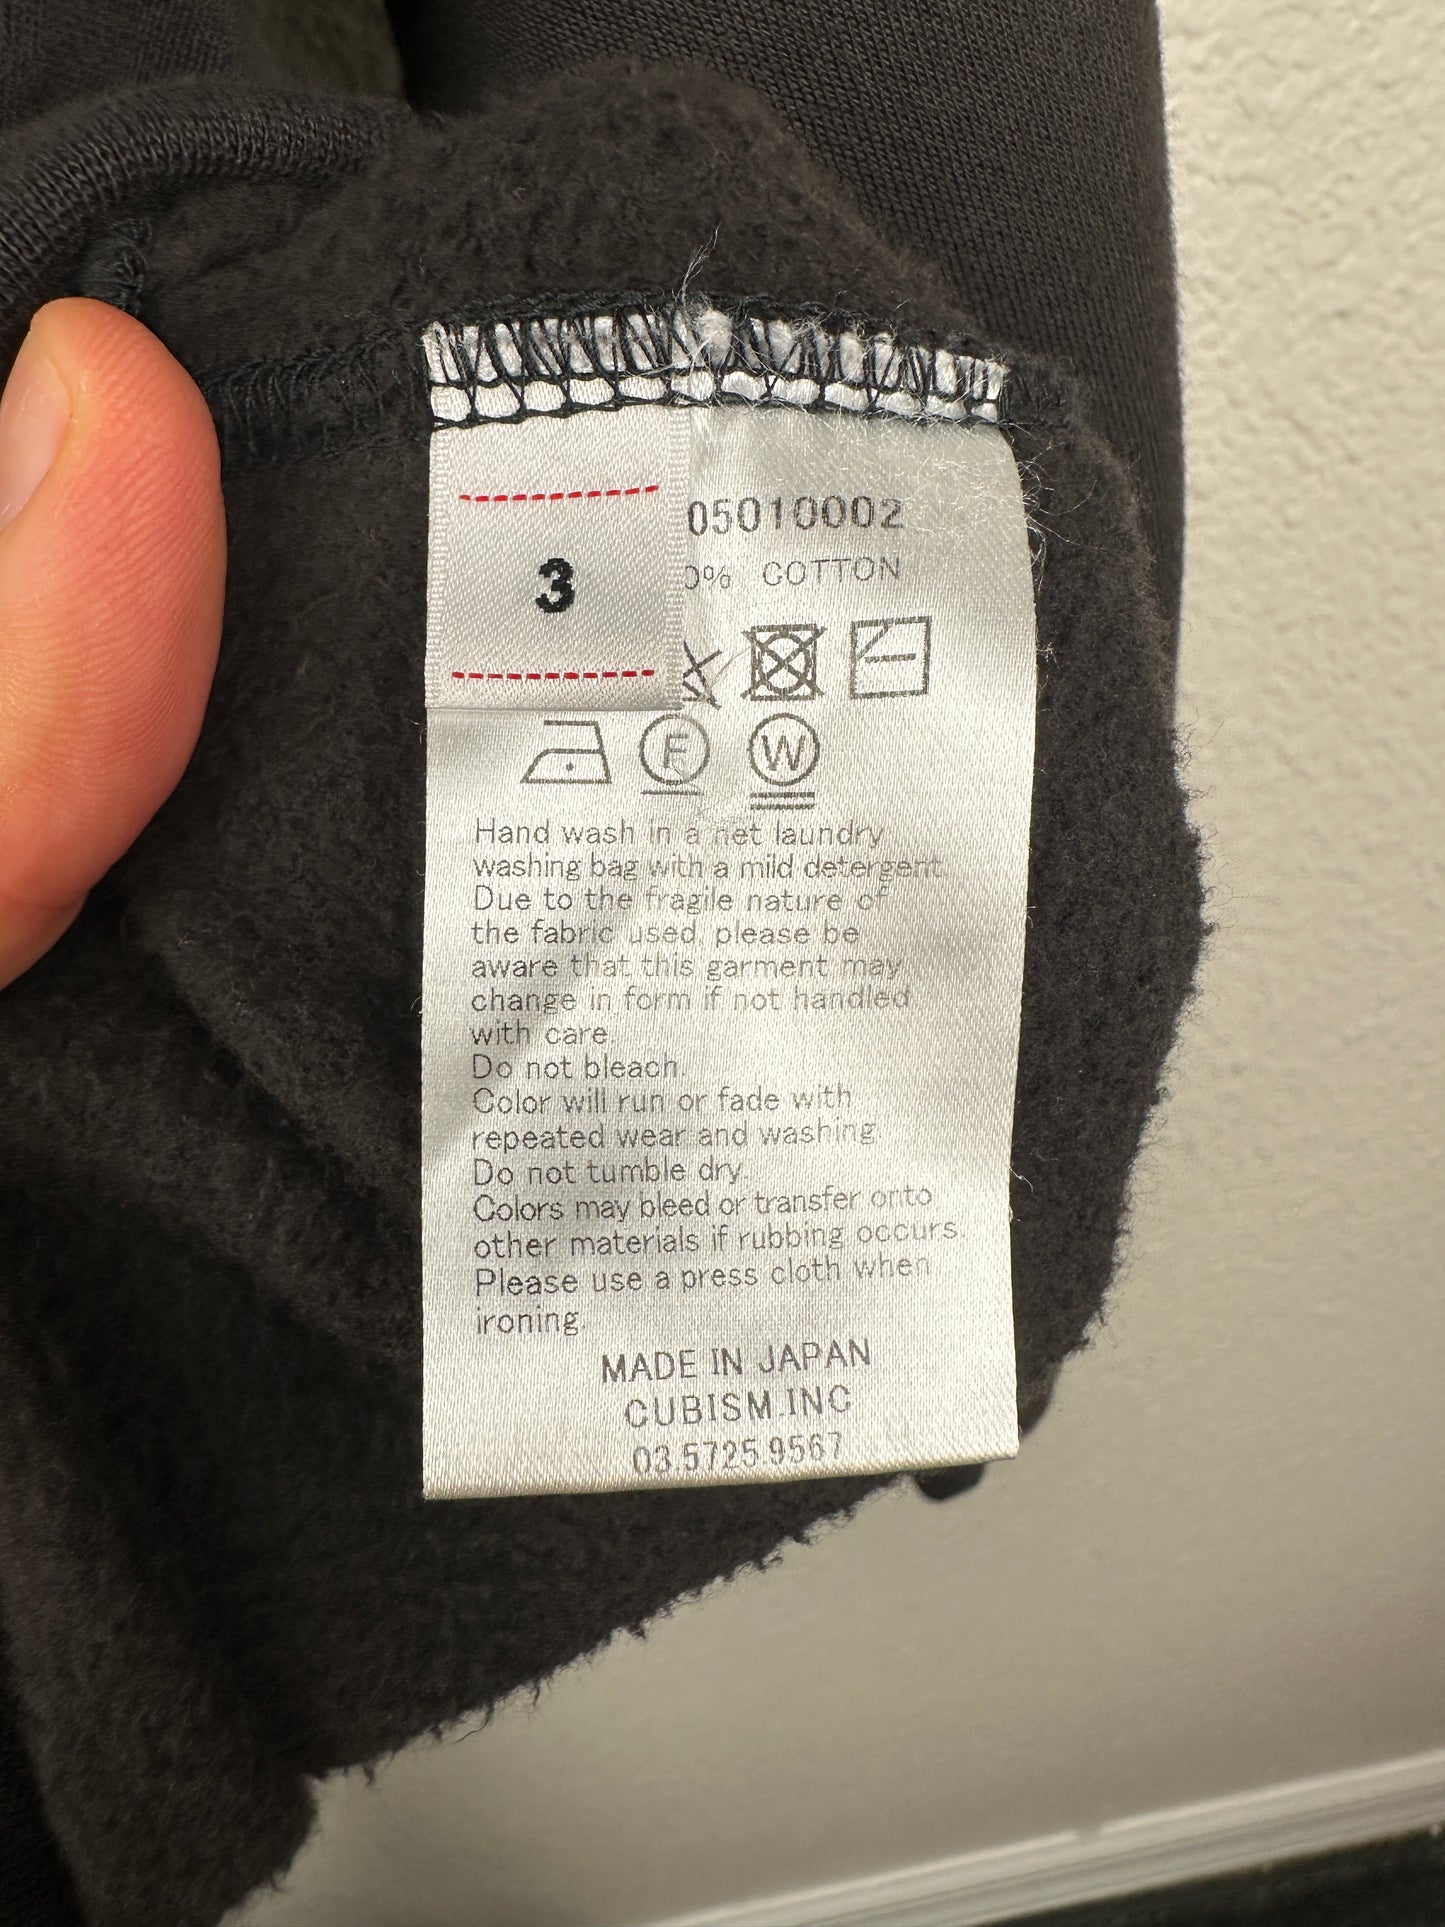 3
05010002
0% COTTON
F W
Hand wash in a net laundry
washing bag with a mild detergent.
Due to the fragile nature of
the fabric used, please be
aware that this garment may
change in form if not handled
with care.
Do not bleach.
Color will run or fade with
repeated wear and washing.
Do not tumble dry.
Colors may bleed or transfer onto
other materials if rubbing occurs.
Please use a press cloth when
ironing.
MADE IN JAPAN
CUBISM.INC
03.5725.9567